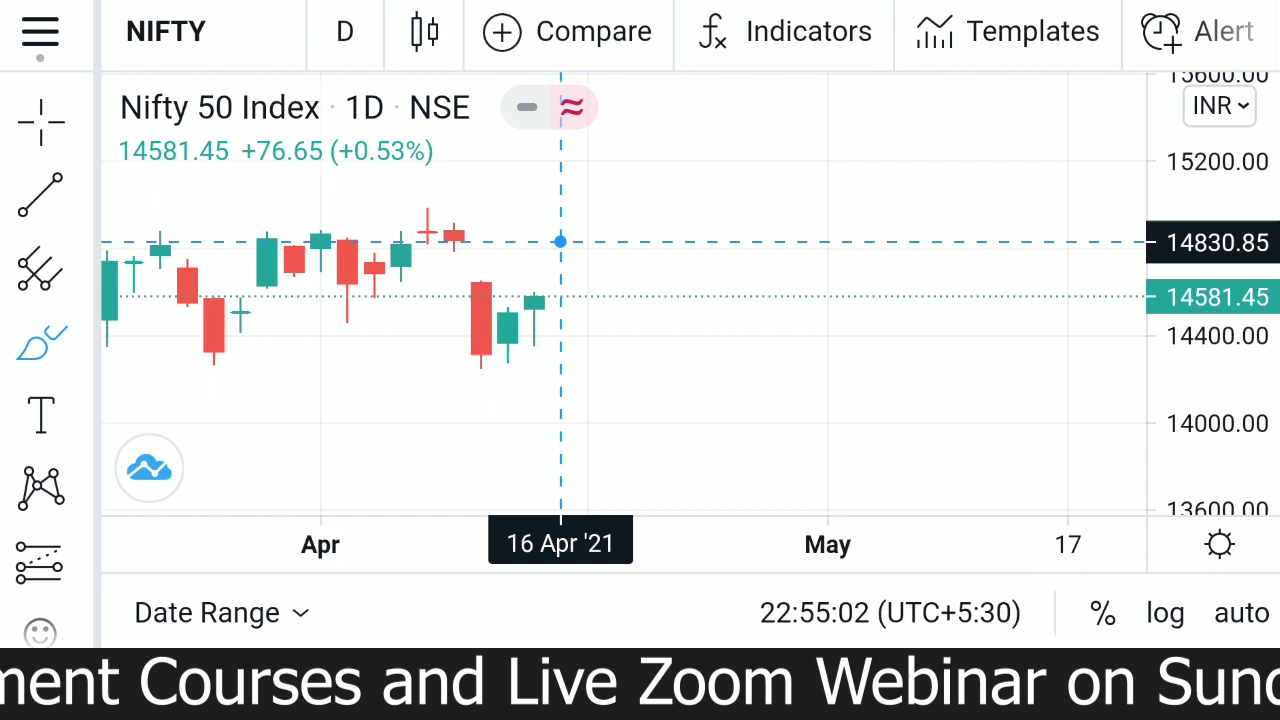 NIFTY D Compare Indicators Templates Alert
Nifty 50 Index · 1D · NSE
14581.45 +76.65 (+0.53%)
15600.00
INR
15200.00
14830.85
14581.45
14400.00
14000.00
13600.00
Apr 16 Apr '21 May 17
Date Range 22:55:02 (UTC+5:30) % log auto
ment Courses and Live Zoom Webinar on Sund